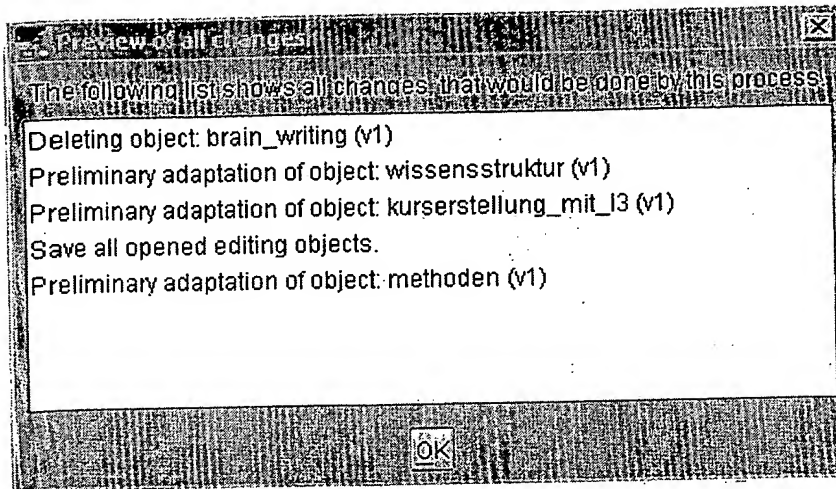 Preview of all changes
The following list shows all changes, that would be done by this process.
Deleting object: brain_writing (v1)
Preliminary adaptation of object: wissensstruktur (v1)
Preliminary adaptation of object: kurserstellung_mit_l3 (v1)
Save all opened editing objects.
Preliminary adaptation of object: methoden (v1)
OK